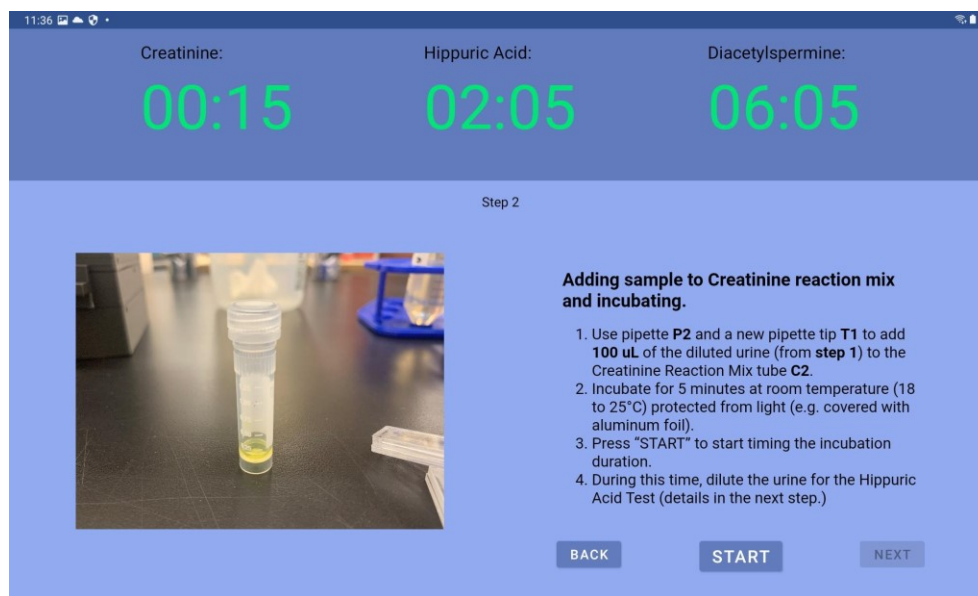 11:36
Creatinine:
Hippuric Acid:
Diacetylspermine:
00:15
02:05
06:05
Step 2
Adding sample to Creatinine reaction mix
and incubating.
1. Use pipette P2 and a new pipette tip T1 to add
100 uL of the diluted urine (from step 1) to the
Creatinine Reaction Mix tube C2.
2. Incubate for 5 minutes at room temperature (18
to 25°C) protected from light (e.g. covered with
aluminum foil).
3. Press “START” to start timing the incubation
duration.
4. During this time, dilute the urine for the Hippuric
Acid Test (details in the next step.)
BACK
START
NEXT